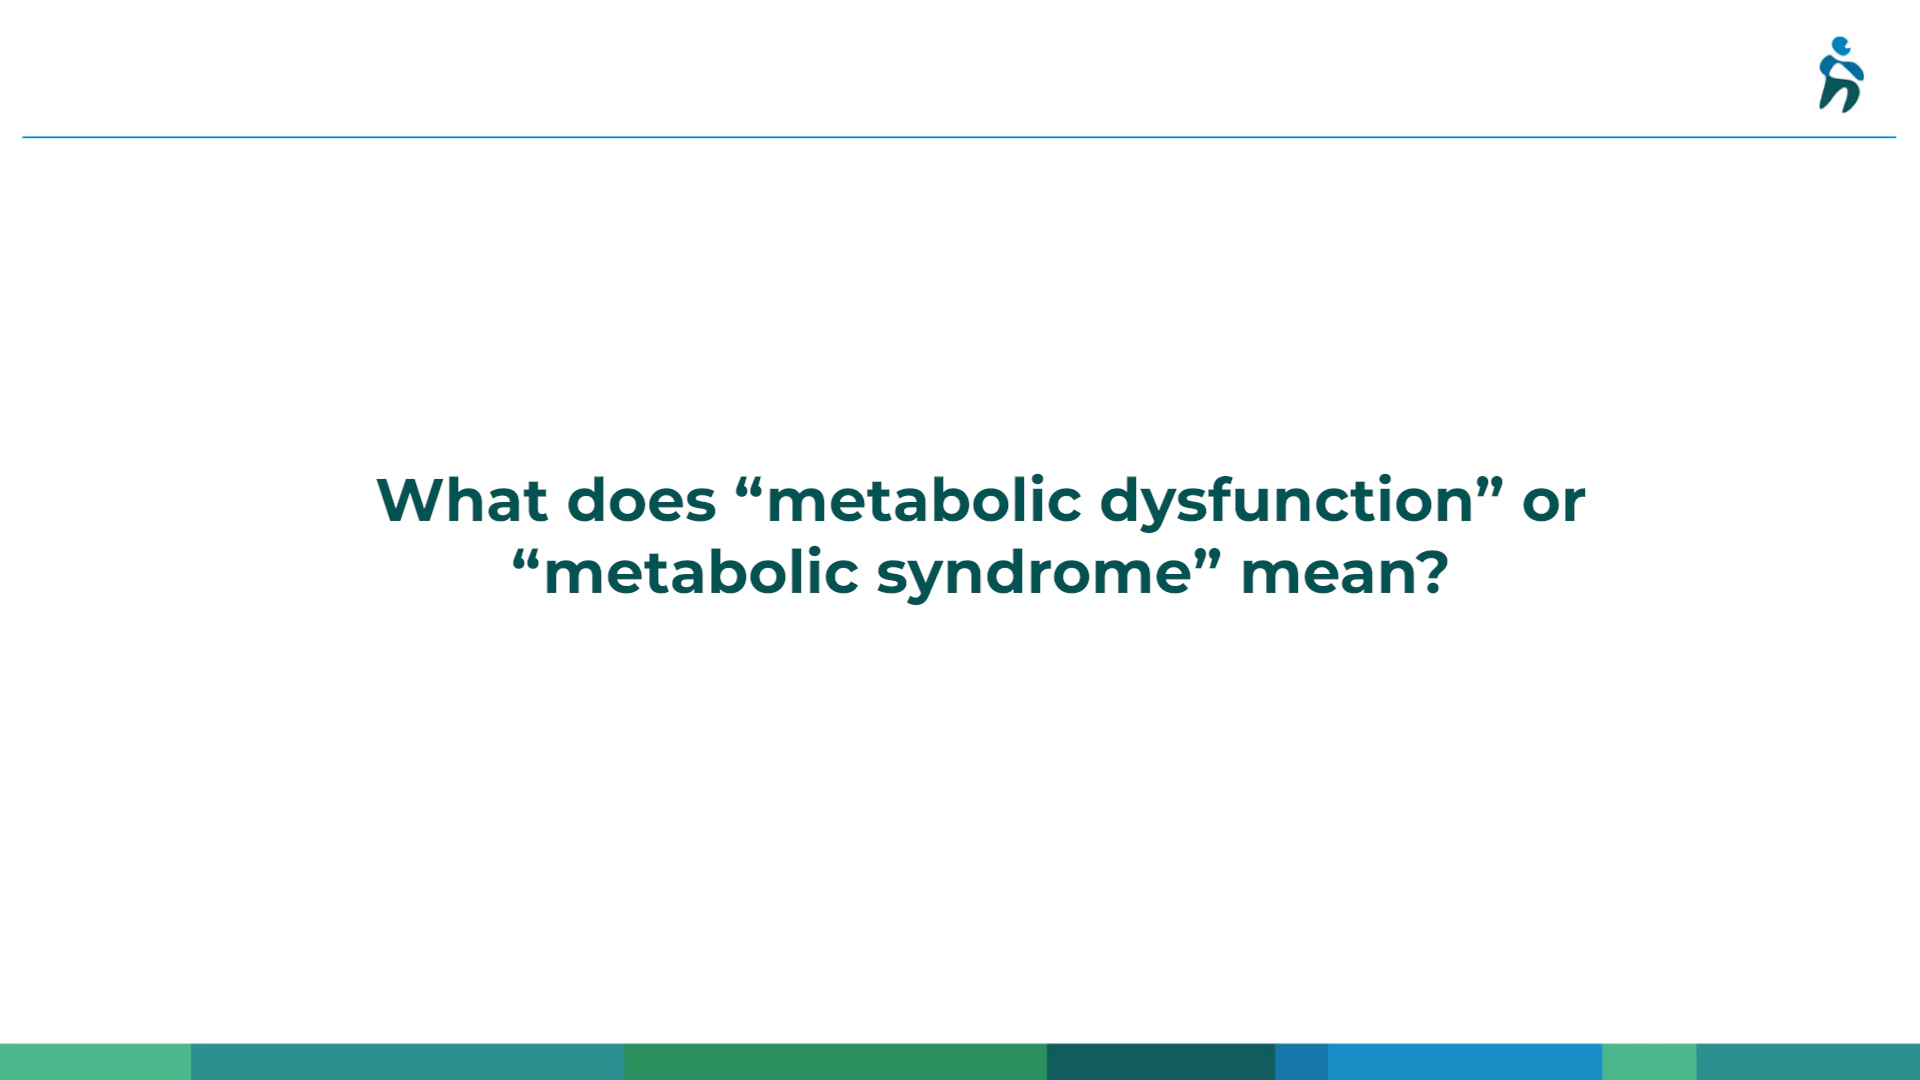 What does “metabolic dysfunction” or
“metabolic syndrome” mean?